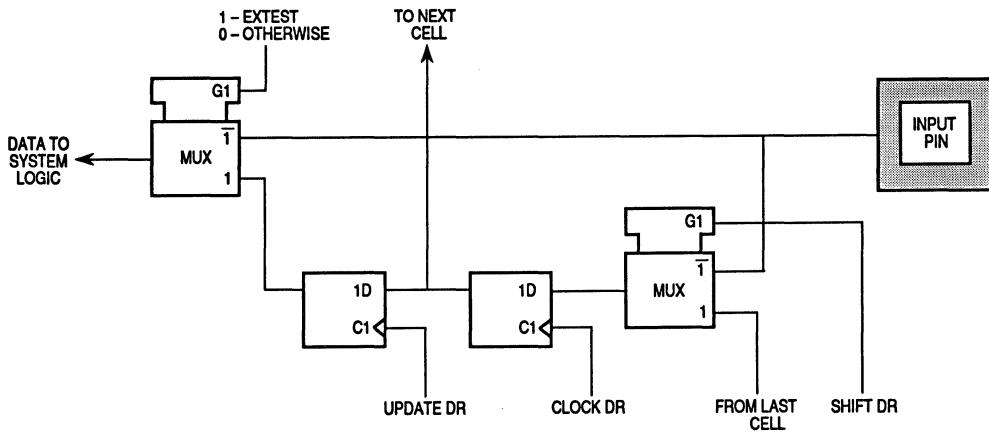 1 – EXTEST
0 – OTHERWISE
TO NEXT
CELL
G1
DATA TO
SYSTEM
LOGIC
MUX
1
1
INPUT
PIN
G1
MUX
1
1
1D
C1
1D
C1
UPDATE DR
CLOCK DR
FROM LAST
CELL
SHIFT DR